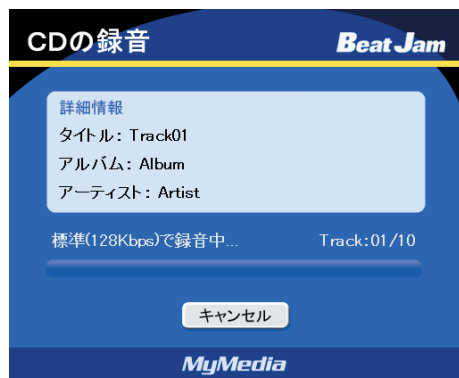 CDの録音
Beat Jam
詳細情報
タイトル: Track01
アルバム: Album
アーティスト: Artist
標準(128Kbps)で録音中...
Track:01/10
キャンセル
MyMedia